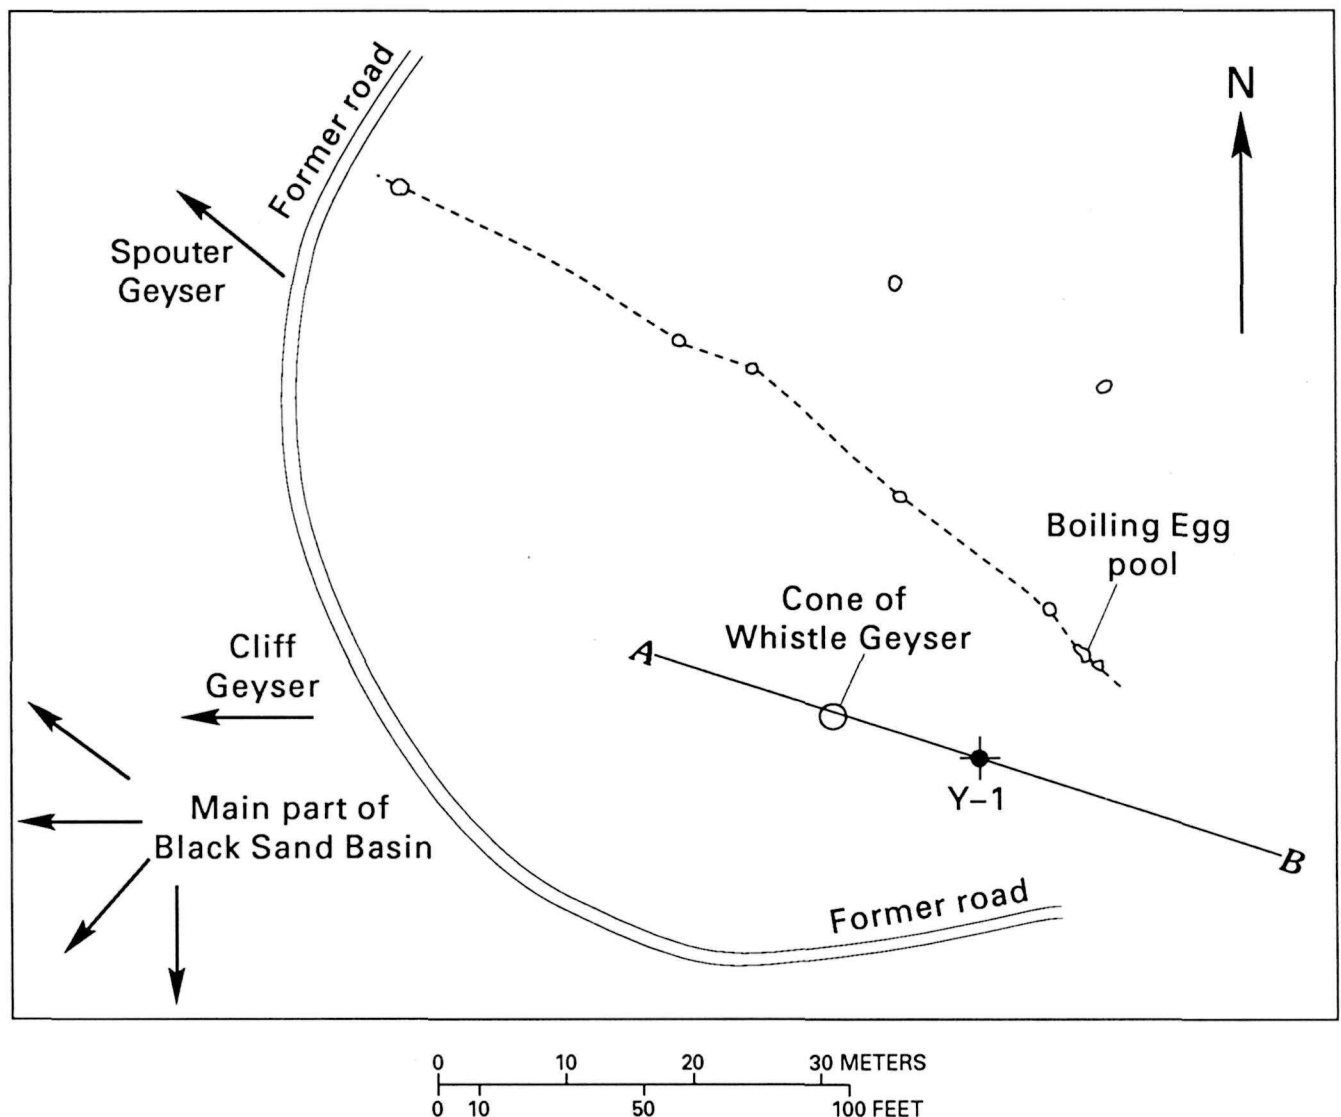 Former road
N
Spouter
Geyser
Boiling Egg
pool
Cone of
Whistle Geyser
Cliff
Geyser
A
Y–1
Main part of
Black Sand Basin
B
Former road
0 10 20 30 METERS
0 10 50 100 FEET